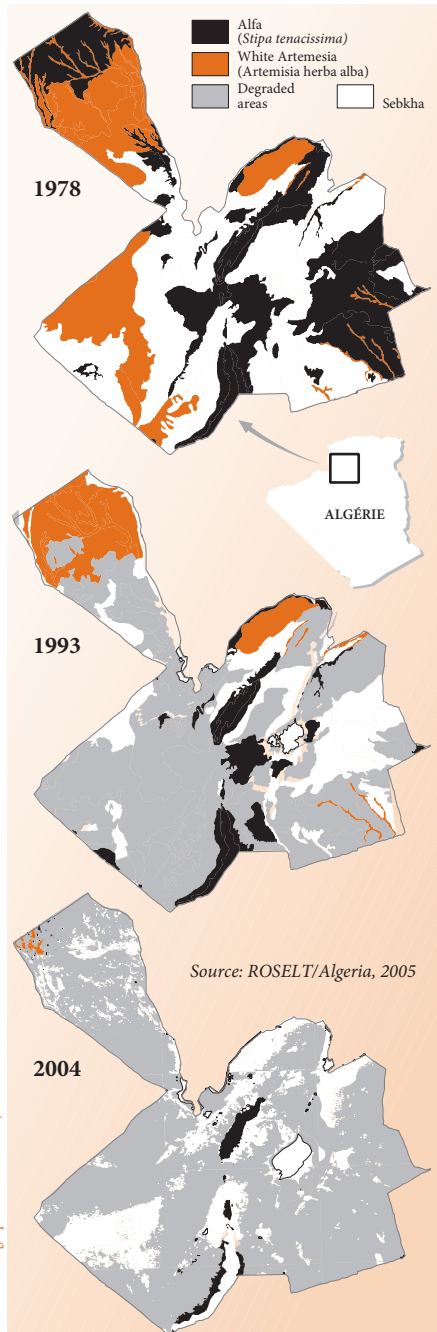 Alfa
(Stipa tenacissima)
White Artemesia
(Artemisia herba alba)
Degraded
areas
Sebkha
1978
ALGÉRIE
1993
Source: ROSELT/Algeria, 2005
2004